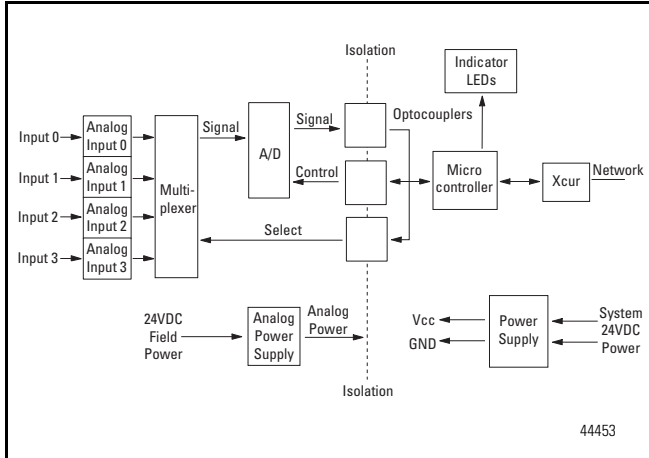 Isolation
Indicator
LEDs
Optocouplers
Input 0
Analog
Input 0
Input 1
Analog
Input 1
Input 2
Analog
Input 2
Input 3
Analog
Input 3
Multi-
plexer
Signal
A/D
Signal
Control
Select
Micro
controller
Xcur
Network
24VDC
Field
Power
Analog
Power
Supply
Analog
Power
Isolation
Vcc
GND
Power
Supply
System
24VDC
Power
44453